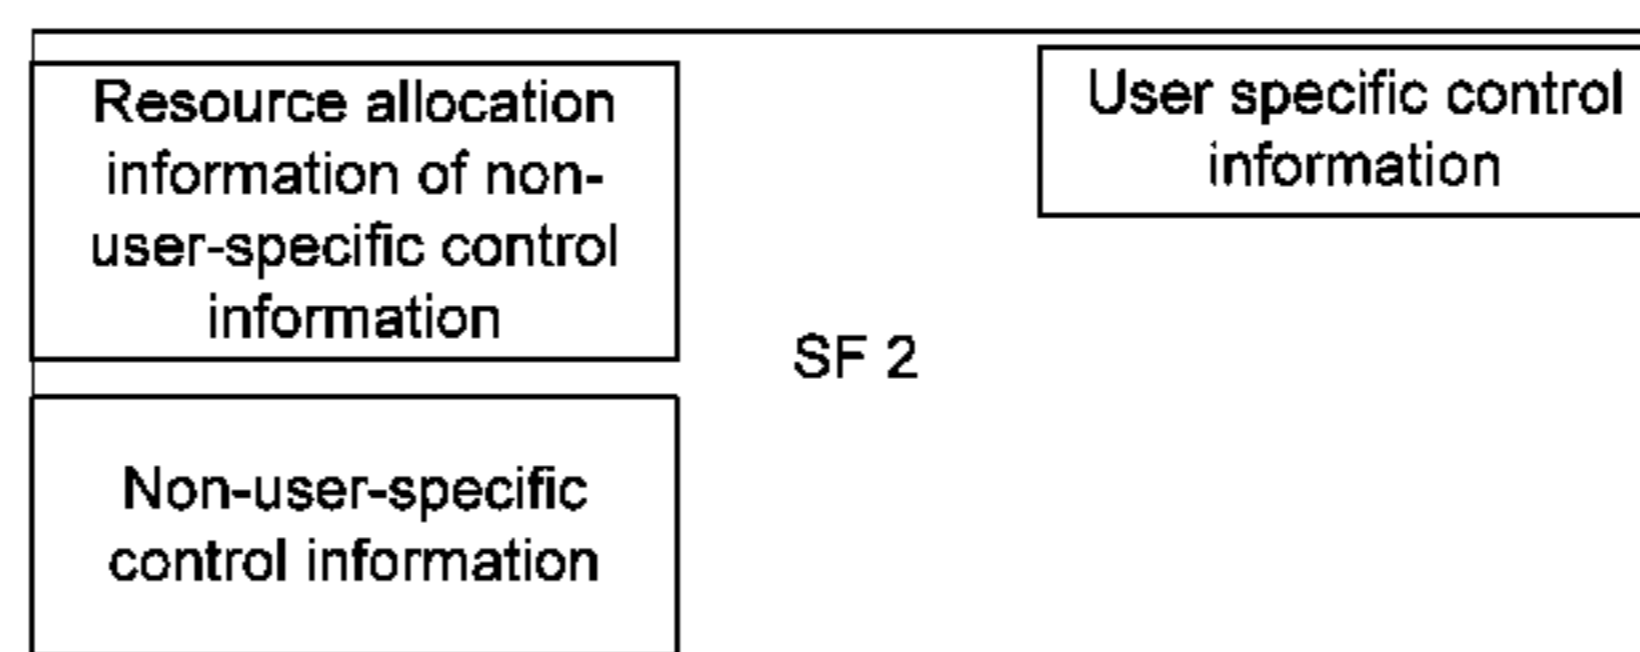 Resource allocation
information of non-
user-specific control
information
User specific control
information
SF 2
Non-user-specific
control information